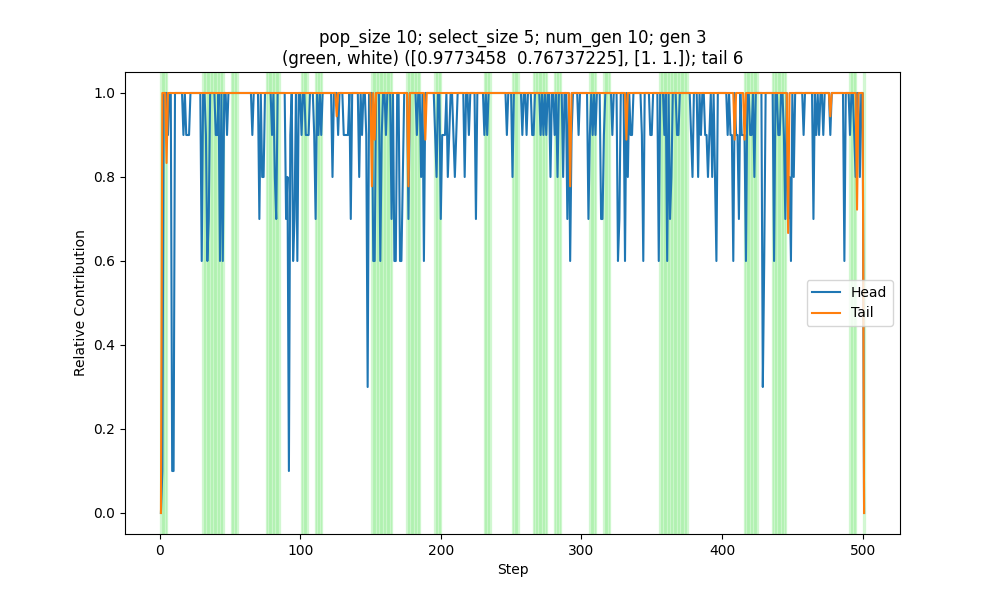 pop_size 10; select_size 5; num_gen 10; gen 3
(green, white) ([0.9773458  0.76737225], [1. 1.]); tail 6
1.0
0.8
0.6
0.4
0.2
0.0
Relative Contribution
Head
Tail
0
100
200
300
400
500
Step